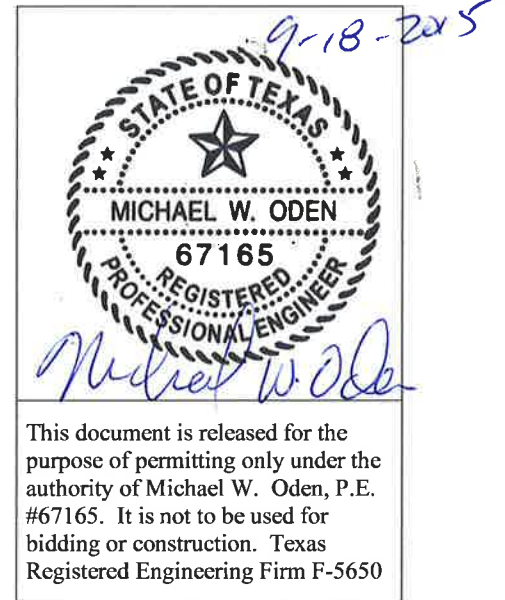 9-18-2015
STATE OF TEXAS
MICHAEL W. ODEN
67165
REGISTERED
PROFESSIONAL ENGINEER
Michael W. Oden
This document is released for the
purpose of permitting only under the
authority of Michael W. Oden, P.E.
#67165. It is not to be used for
bidding or construction. Texas
Registered Engineering Firm F-5650